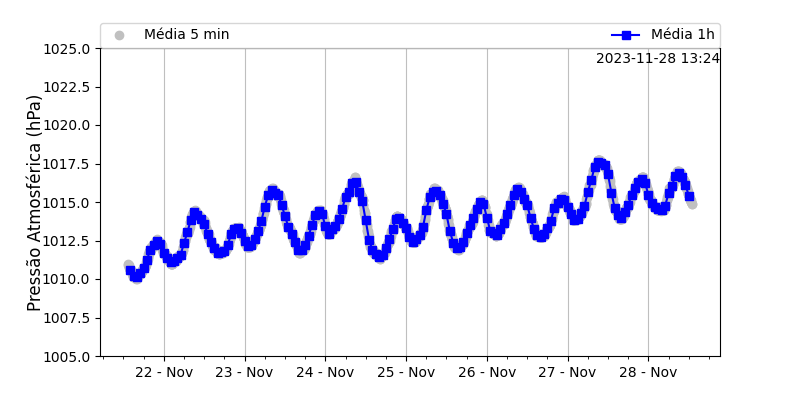 Média 5 min
Média 1h
2023-11-28 13:24
Pressão Atmosférica (hPa)
1025.0
1022.5
1020.0
1017.5
1015.0
1012.5
1010.0
1007.5
1005.0
22 - Nov
23 - Nov
24 - Nov
25 - Nov
26 - Nov
27 - Nov
28 - Nov